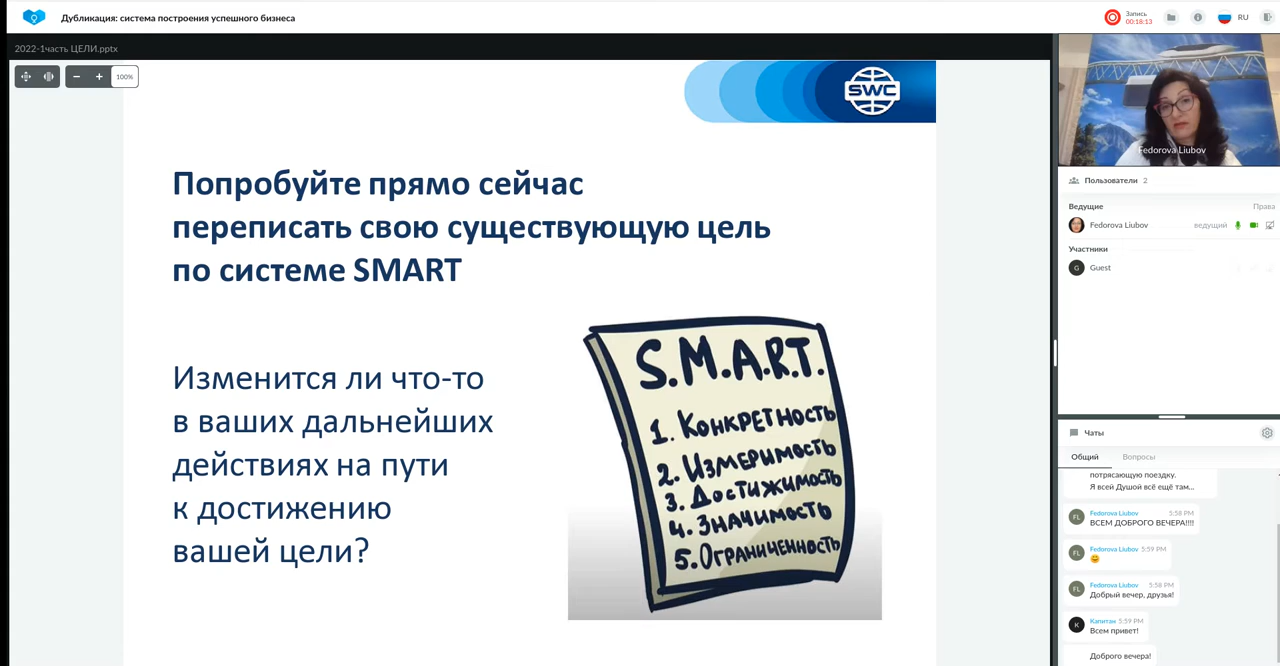 Дубликация: система построения успешного бизнеса
Запись
00:18:13
RU
2022-1часть ЦЕЛИ.pptx
100%
SWC
Попробуйте прямо сейчас
переписать свою существующую цель
по системе SMART
Изменится ли что-то
в ваших дальнейших
действиях на пути
к достижению
вашей цели?
S.M.A.R.T.
1. Конкретность
2. Измеримость
3. Достижимость
4. Значимость
5. Ограниченность
Fedorova Liubov
Пользователи 2
Ведущие Права
Fedorova Liubov ведущий
Участники
G Guest
Чаты
Общий Вопросы
потрясающую поездку.
Я всей Душой всё ещё там...
FL Fedorova Liubov 5:58 PM
ВСЕМ ДОБРОГО ВЕЧЕРА!!!!
FL Fedorova Liubov 5:59 PM
😊
FL Fedorova Liubov 5:58 PM
Добрый вечер, друзья!
K Капитан 5:59 PM
Всем привет!
Доброго вечера!